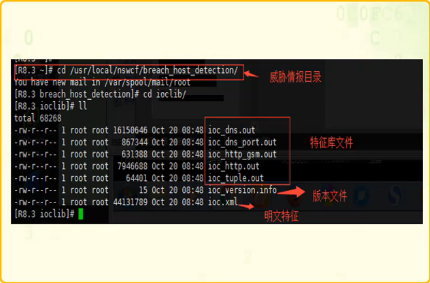 [R8.3 ~]# cd /usr/local/nswcf/breach_host_detection/
威胁情报目录
You have new mail in /var/spool/mail/root
[R8.3 breach_host_detection]# cd ioclib/
[R8.3 ioclib]# ll
total 68268
-rw-r--r-- 1 root root 16150646 Oct 20 08:48 ioc_dns.out
-rw-r--r-- 1 root root 867344 Oct 20 08:48 ioc_dns_port.out
特征库文件
-rw-r--r-- 1 root root 631388 Oct 20 08:48 ioc_http_gsm.out
-rw-r--r-- 1 root root 7946688 Oct 20 08:48 ioc_http.out
-rw-r--r-- 1 root root 64401 Oct 20 08:48 ioc_tuple.out
-rw-r--r-- 1 root root 15 Oct 20 08:48 ioc_version.info
版本文件
-rw-r--r-- 1 root root 44131789 Oct 20 08:48 ioc.xml
明文特征
[R8.3 ioclib]#